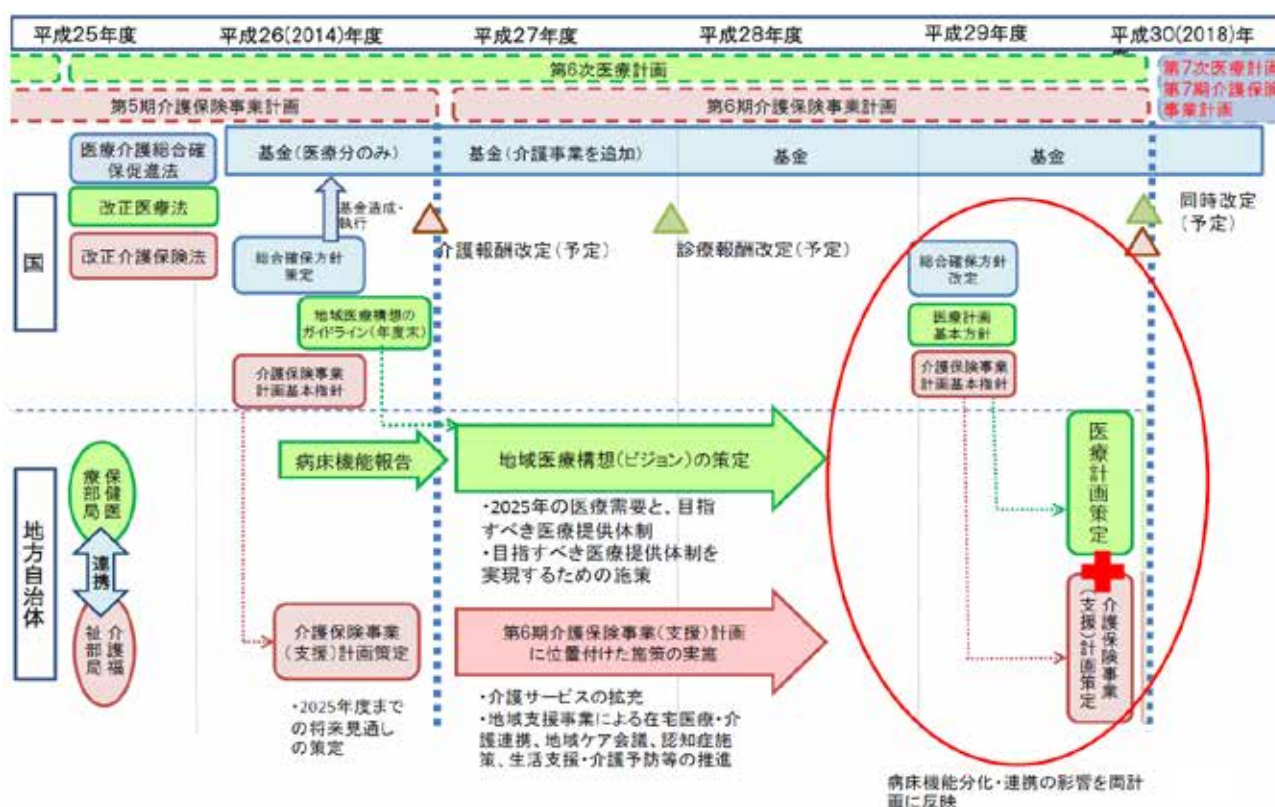 平成25年度
平成26(2014)年度
平成27年度
平成28年度
平成29年度
平成30(2018)年
第6次医療計画
第7次医療計画
第7期介護保険
事業計画
第5期介護保険事業計画
第6期介護保険事業計画
国
医療介護総合確
保促進法
改正医療法
改正介護保険法
基金(医療分のみ)
基金(介護事業を追加)
基金
基金
基金造成・
執行
総合確保方針
策定
地域医療構想の
ガイドライン(年度末)
介護保険事業
計画基本指針
介護報酬改定(予定)
診療報酬改定(予定)
同時改定
(予定)
総合確保方針
改定
医療計画
基本方針
介護保険事業
計画基本指針
地方自治体
保健医
療部局
連携
介護福
祉部局
病床機能報告
地域医療構想(ビジョン)の策定
・2025年の医療需要と、目指
すべき医療提供体制
・目指すべき医療提供体制を
実現するための施策
介護保険事業
(支援)計画策定
・2025年度まで
の将来見通し
の策定
第6期介護保険事業(支援)計画
に位置付けた施策の実施
・介護サービスの拡充
・地域支援事業による在宅医療・介
護連携、地域ケア会議、認知症施
策、生活支援・介護予防等の推進
医療計画策定
介護保険事業
(支援)計画策定
病床機能分化・連携の影響を両計
画に反映